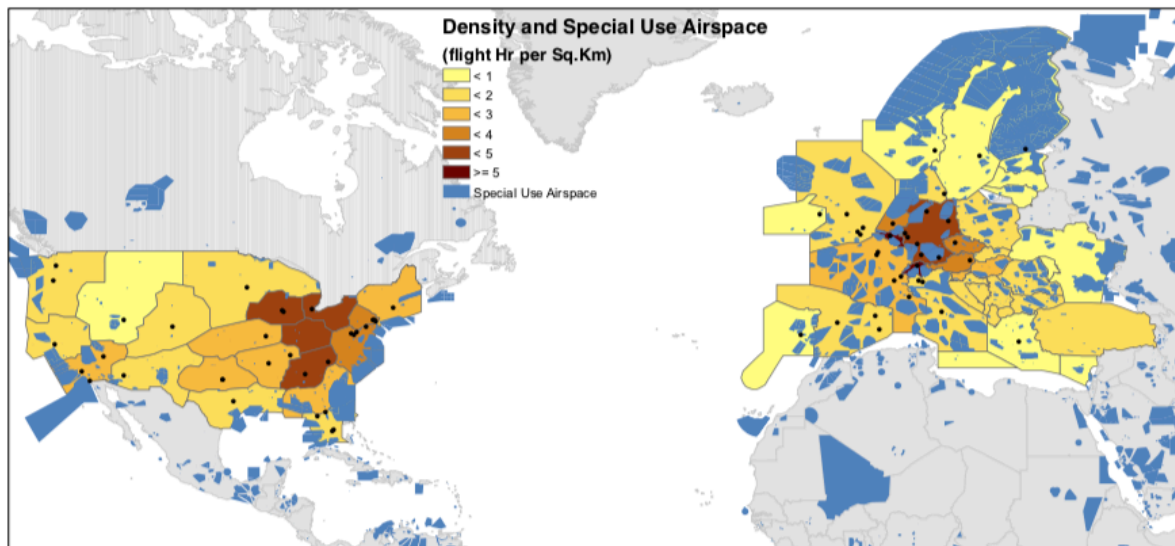 Density and Special Use Airspace
(flight Hr per Sq.Km)
< 1
< 2
< 3
< 4
< 5
>= 5
Special Use Airspace